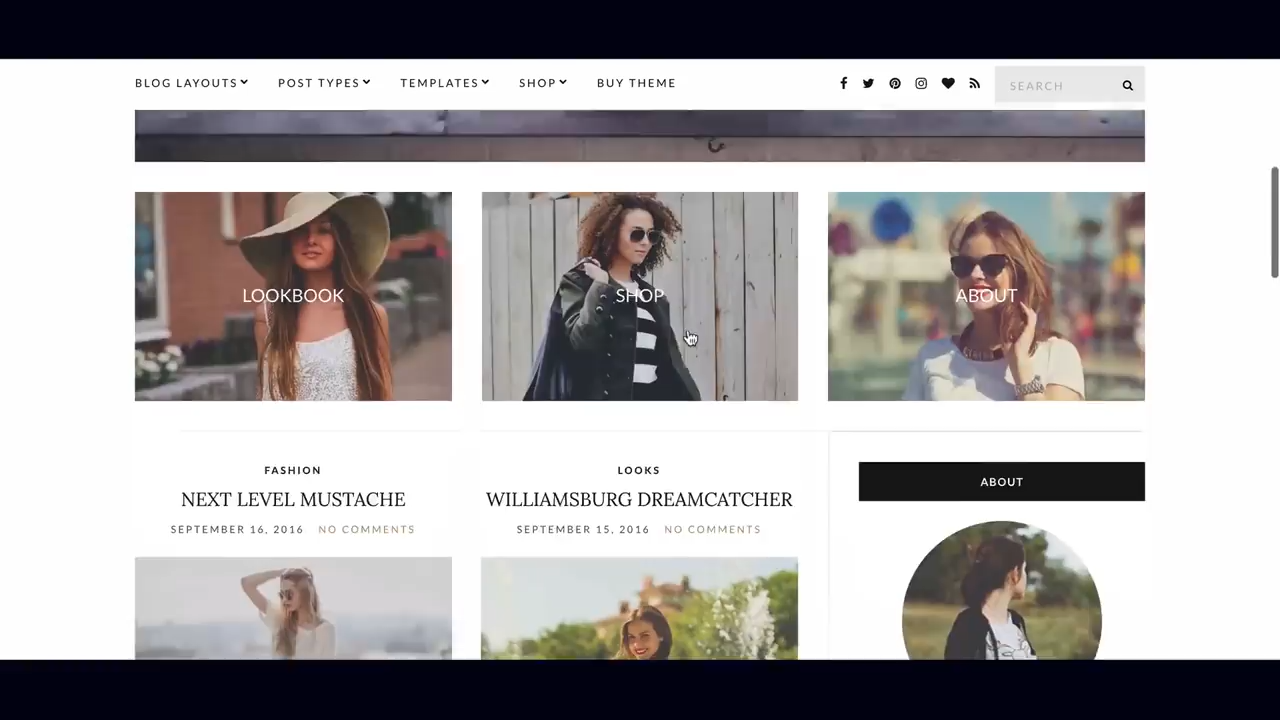 BLOG LAYOUTS POST TYPES TEMPLATES SHOP BUY THEME SEARCH
LOOKBOOK SHOP ABOUT
FASHION LOOKS
NEXT LEVEL MUSTACHE WILLIAMSBURG DREAMCATCHER
SEPTEMBER 16, 2016 NO COMMENTS SEPTEMBER 15, 2016 NO COMMENTS
ABOUT